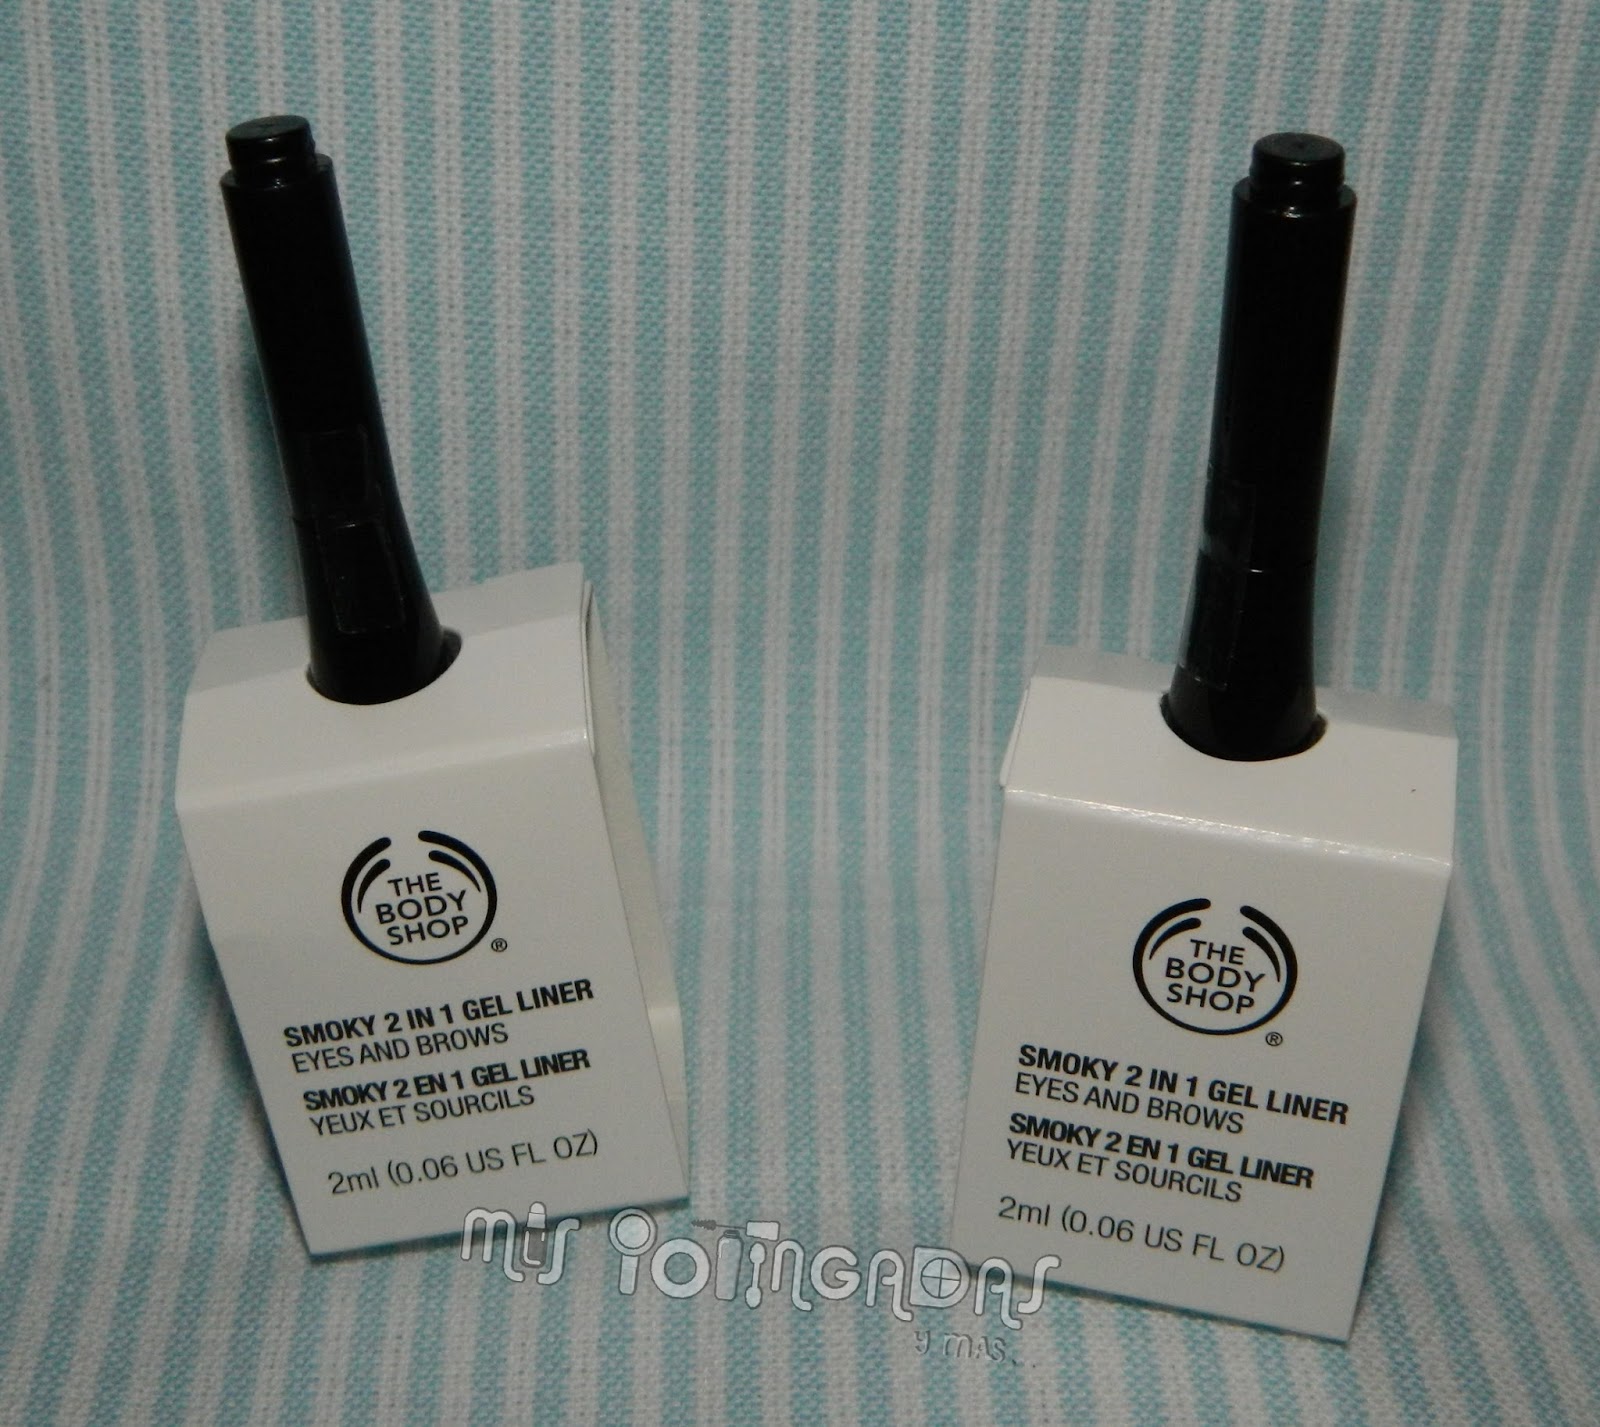 THE
BODY
SHOP
®
SMOKY 2 IN 1 GEL LINER
EYES AND BROWS
SMOKY 2 EN 1 GEL LINER
YEUX ET SOURCILS
2ml (0.06 US FL OZ)
THE
BODY
SHOP
®
SMOKY 2 IN 1 GEL LINER
EYES AND BROWS
SMOKY 2 EN 1 GEL LINER
YEUX ET SOURCILS
2ml (0.06 US FL OZ)
Mis POTINGADAS
y MAS...